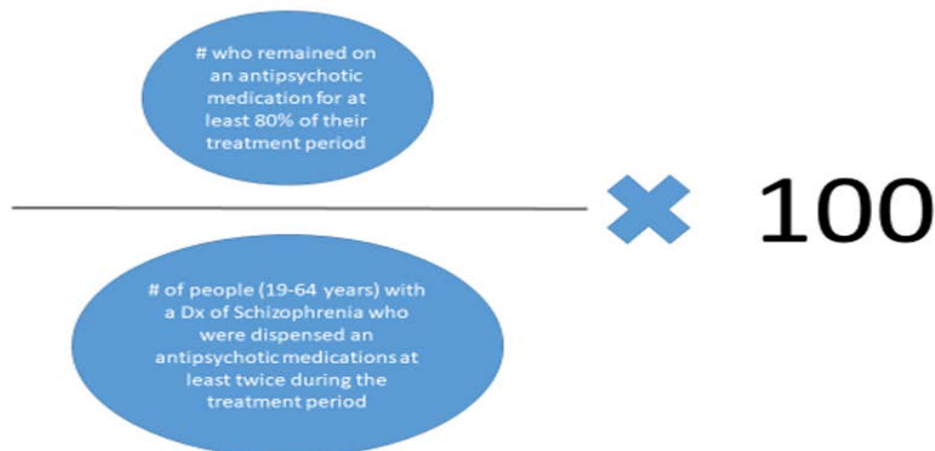 # who remained on
an antipsychotic
medication for at
least 80% of their
treatment period
100
# of people (19-64 years) with
a Dx of Schizophrenia who
were dispensed an
antipsychotic medications at
least twice during the
treatment period